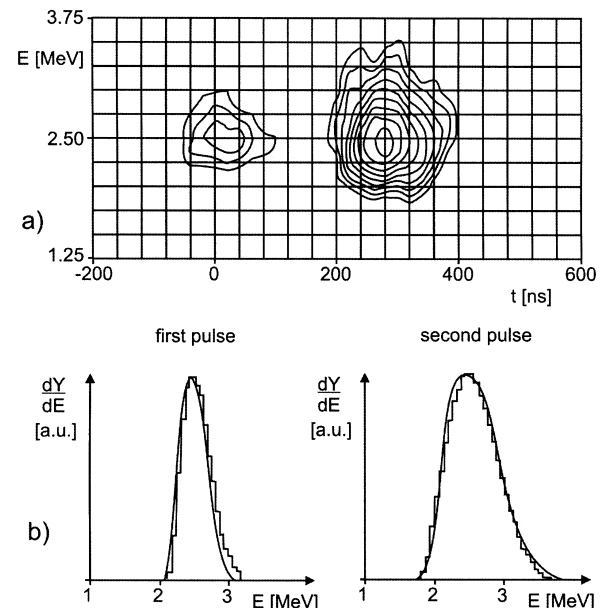 3.75
E [MeV]
2.50
a)
1.25
-200 0 200 400 600
t [ns]
first pulse second pulse
dY
dE
[a.u.]
dY
dE
[a.u.]
b)
1 2 3 E [MeV]
1 2 3 E [MeV]